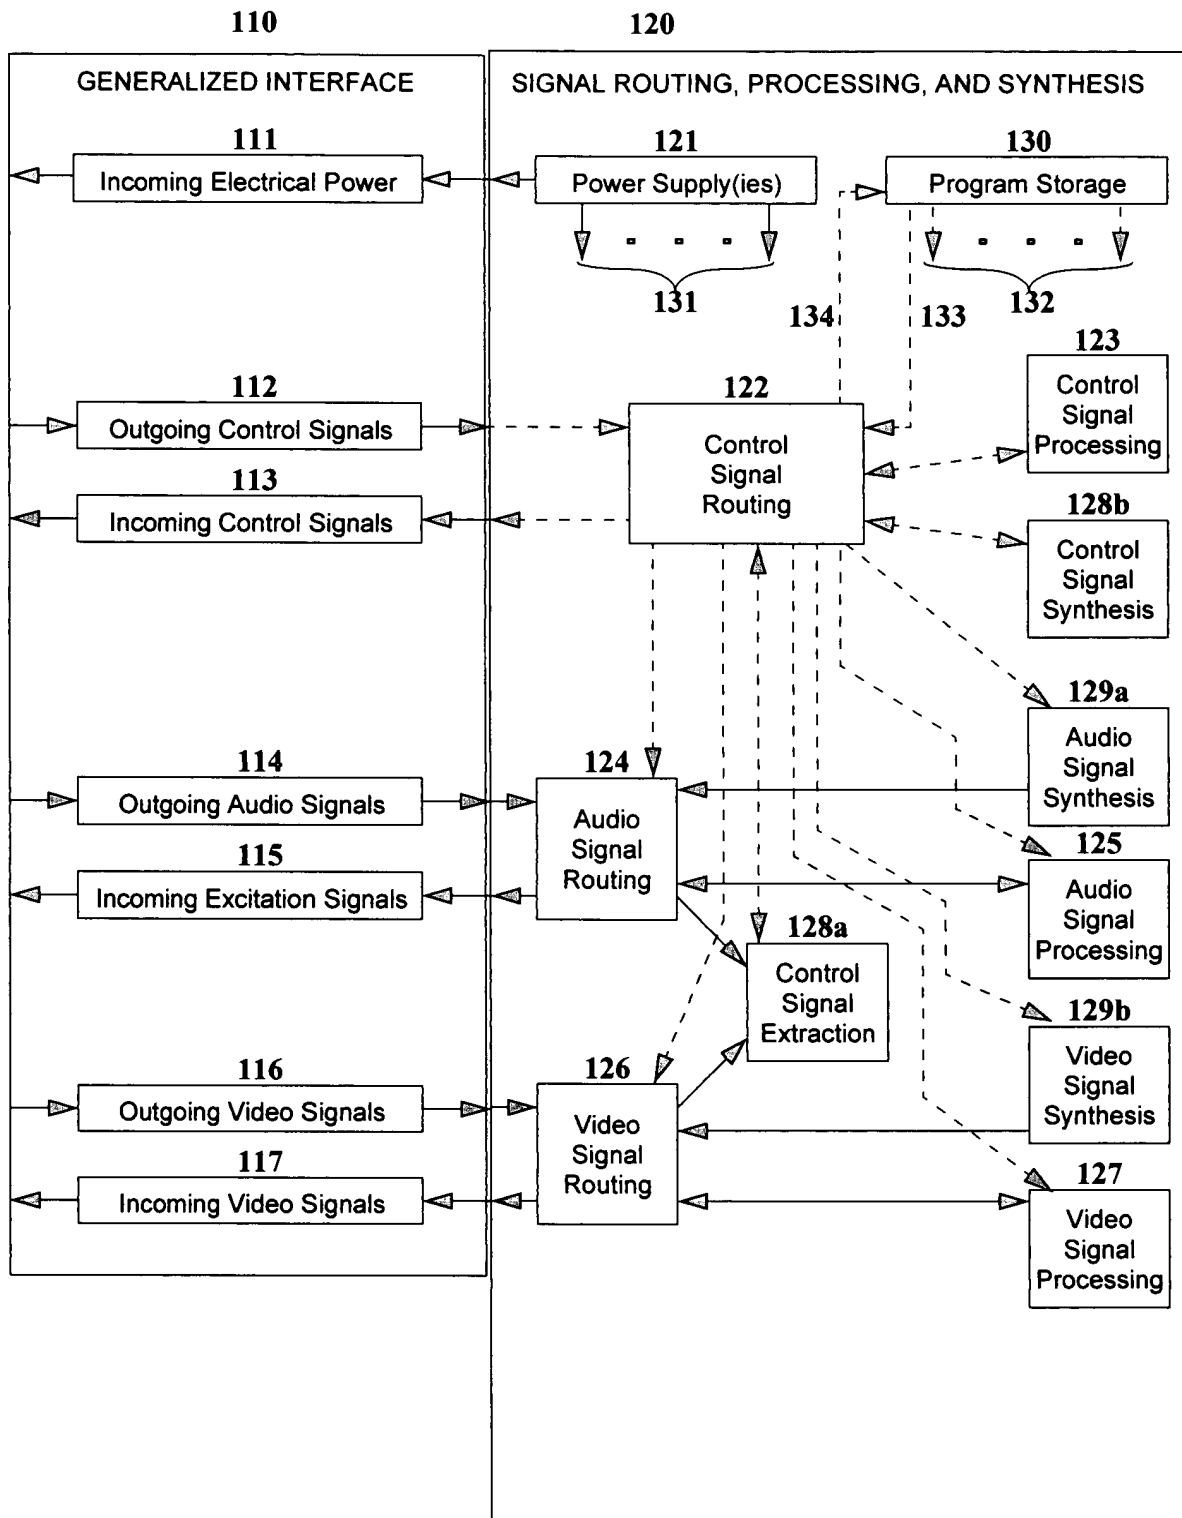 110
120
GENERALIZED INTERFACE
SIGNAL ROUTING, PROCESSING, AND SYNTHESIS
111
Incoming Electrical Power
121
Power Supply(ies)
130
Program Storage
131
134
133
132
123
Control
Signal
Processing
112
Outgoing Control Signals
122
Control
Signal
Routing
113
Incoming Control Signals
128b
Control
Signal
Synthesis
129a
Audio
Signal
Synthesis
114
Outgoing Audio Signals
124
Audio
Signal
Routing
115
Incoming Excitation Signals
125
Audio
Signal
Processing
128a
Control
Signal
Extraction
129b
Video
Signal
Synthesis
116
Outgoing Video Signals
126
Video
Signal
Routing
117
Incoming Video Signals
127
Video
Signal
Processing